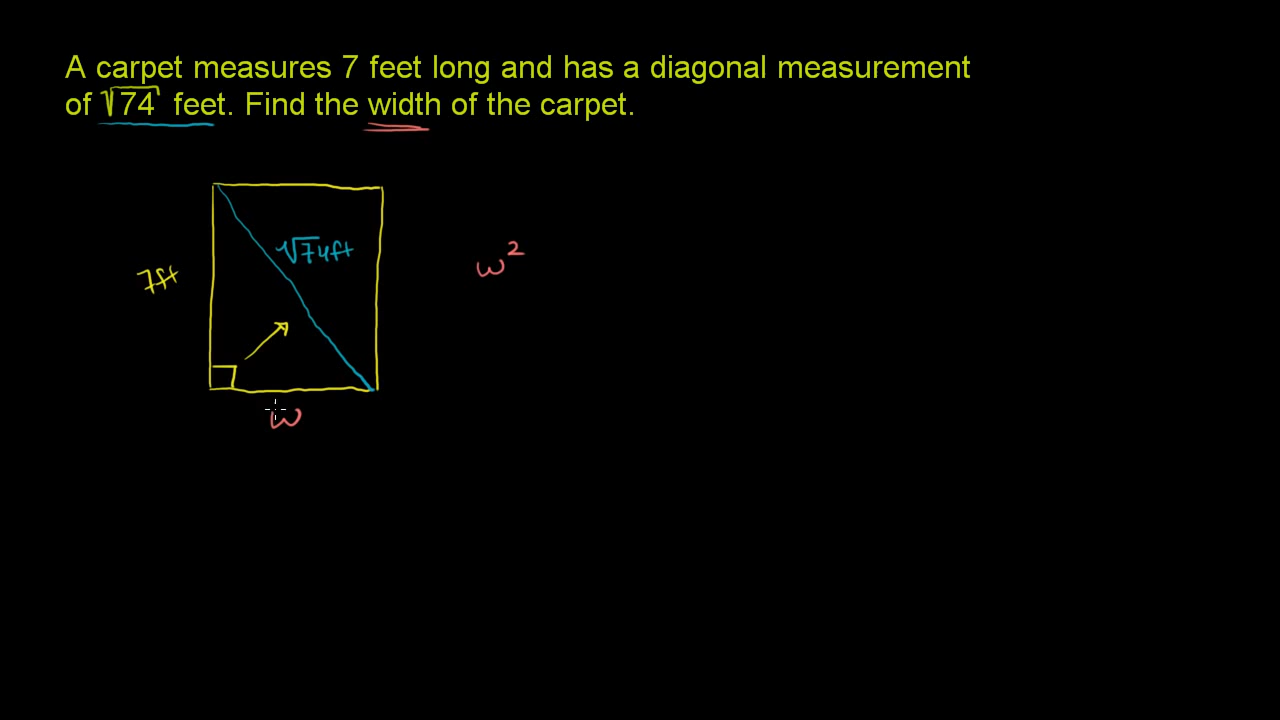 A carpet measures 7 feet long and has a diagonal measurement
of √74 feet. Find the width of the carpet.
√74ft
w²
7ft
w